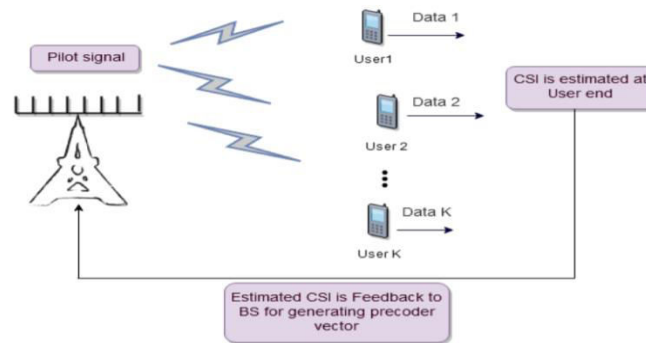 Pilot signal
Data 1
User1
CSI is estimated at
User end
Data 2
User 2
Data K
User K
Estimated CSI is Feedback to
BS for generating precoder
vector